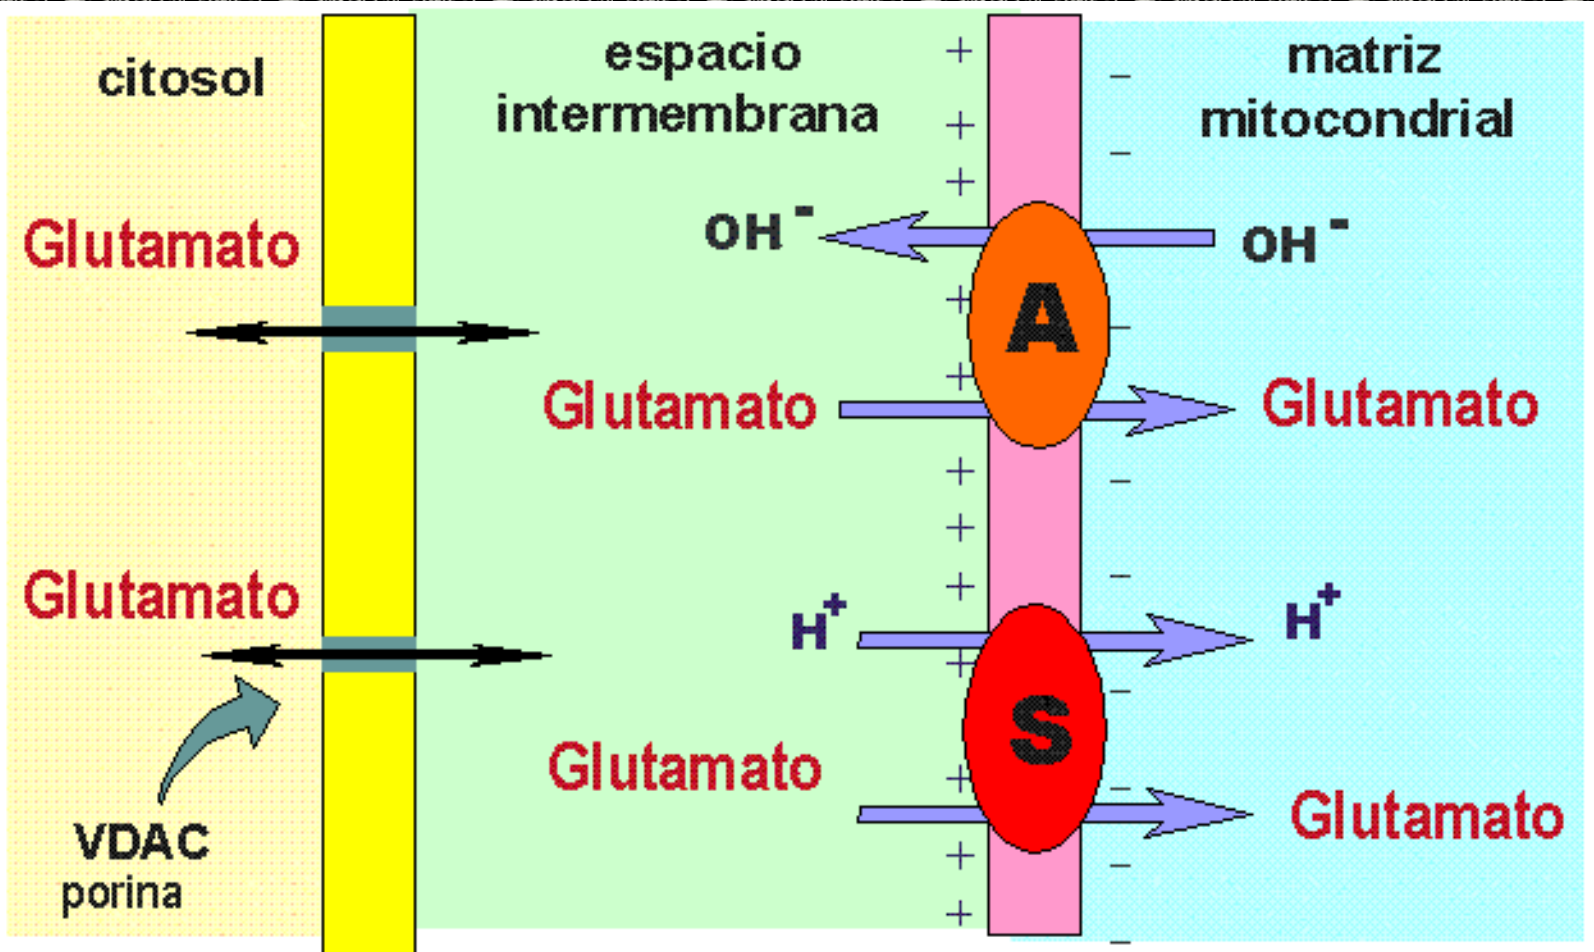 citosol
espacio
intermembrana
matriz
mitocondrial
Glutamato
OH -
OH -
A
Glutamato
Glutamato
Glutamato
H+
H+
S
Glutamato
Glutamato
VDAC
porina